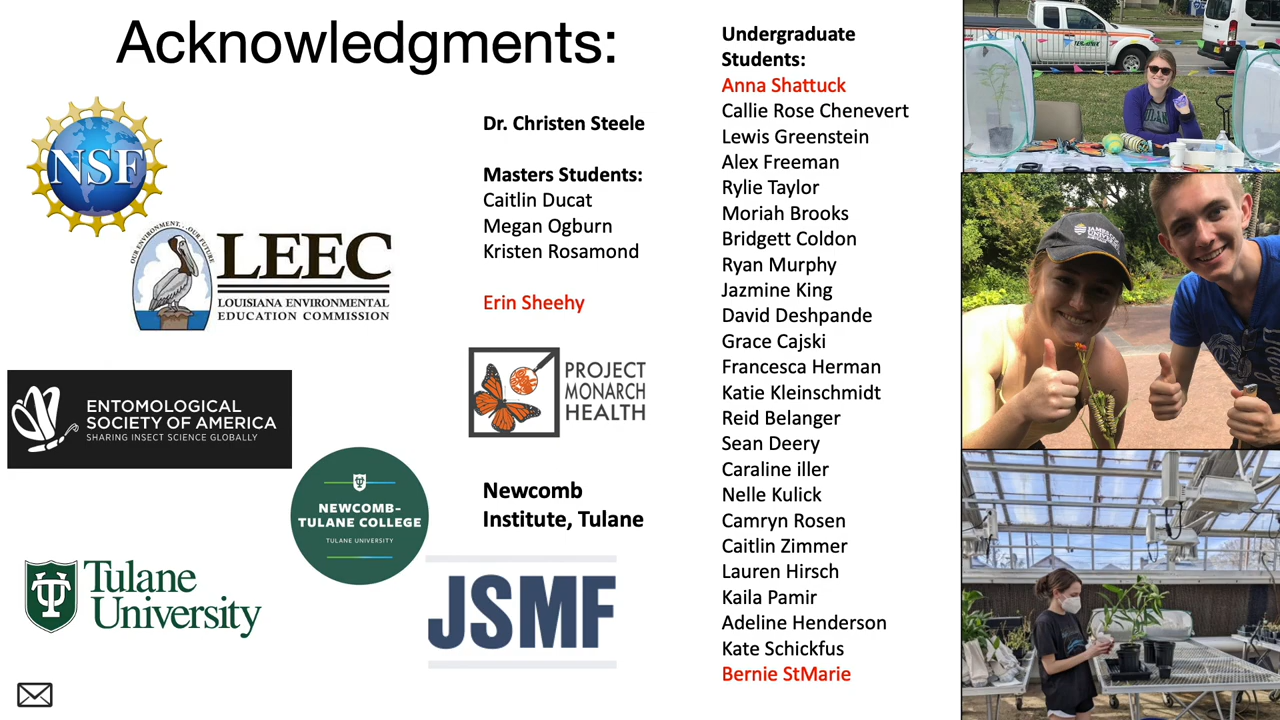 Acknowledgments:
NSF
OUR ENVIRONMENT...OUR FUTURE
LEEC
LOUISIANA ENVIRONMENTAL
EDUCATION COMMISSION
ENTOMOLOGICAL
SOCIETY OF AMERICA
SHARING INSECT SCIENCE GLOBALLY
NEWCOMB-
TULANE COLLEGE
TULANE UNIVERSITY
Tulane
University
Dr. Christen Steele
Masters Students:
Caitlin Ducat
Megan Ogburn
Kristen Rosamond
Erin Sheehy
PROJECT
MONARCH
HEALTH
Newcomb
Institute, Tulane
JSMF
Undergraduate
Students:
Anna Shattuck
Callie Rose Chenevert
Lewis Greenstein
Alex Freeman
Rylie Taylor
Moriah Brooks
Bridgett Coldon
Ryan Murphy
Jazmine King
David Deshpande
Grace Cajski
Francesca Herman
Katie Kleinschmidt
Reid Belanger
Sean Deery
Caraline iller
Nelle Kulick
Camryn Rosen
Caitlin Zimmer
Lauren Hirsch
Kaila Pamir
Adeline Henderson
Kate Schickfus
Bernie StMarie